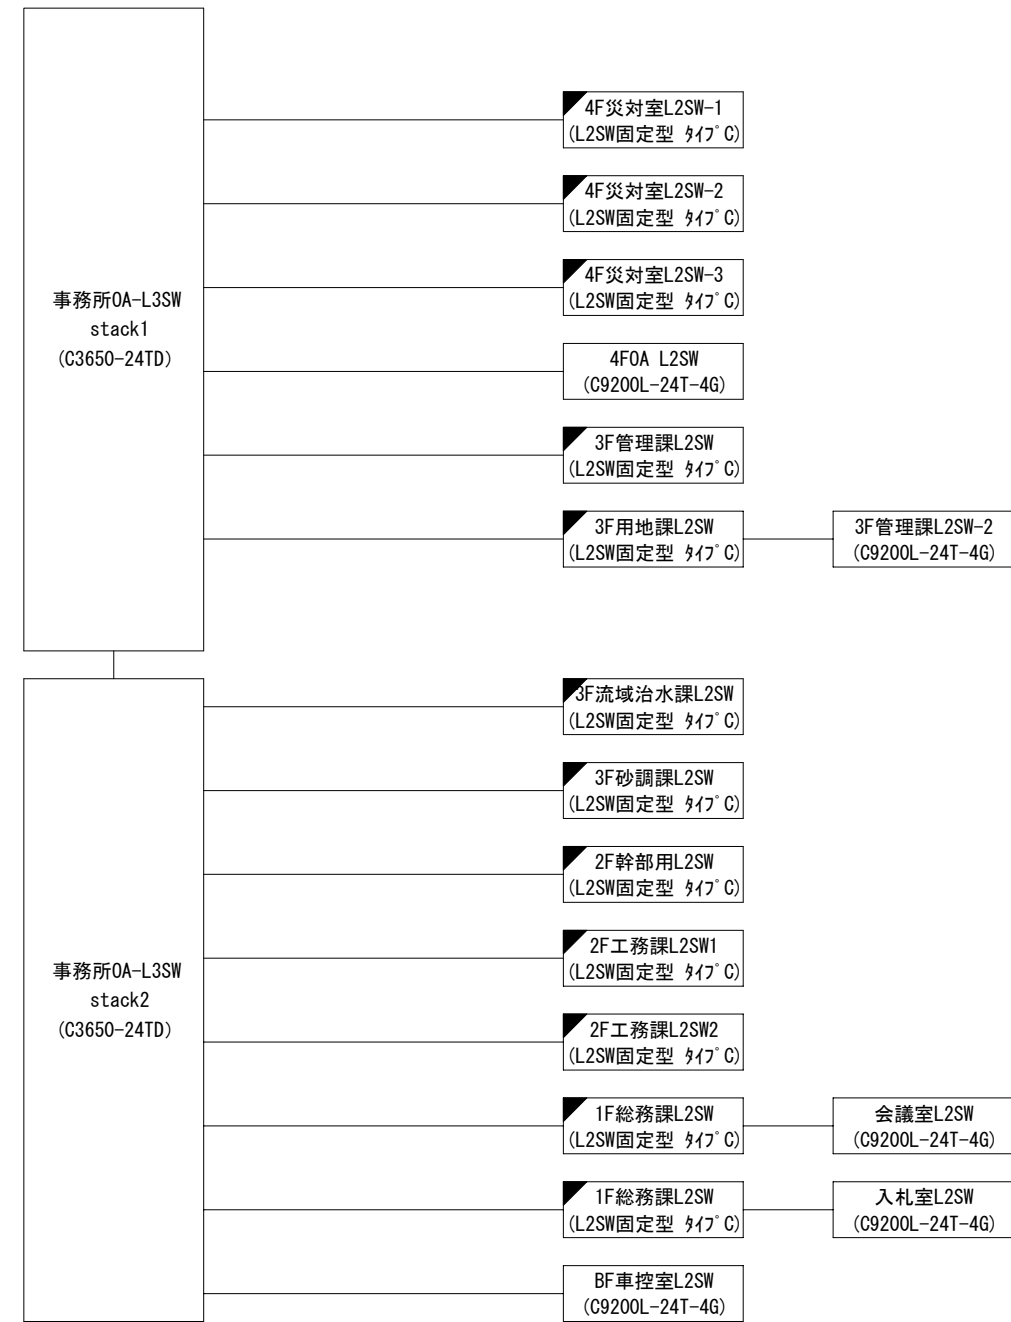 4F災対室L2SW-1
(L2SW固定型 ﾀｲﾌﾟC)
4F災対室L2SW-2
(L2SW固定型 ﾀｲﾌﾟC)
4F災対室L2SW-3
(L2SW固定型 ﾀｲﾌﾟC)
事務所OA-L3SW
stack1
(C3650-24TD)
4FOA L2SW
(C9200L-24T-4G)
3F管理課L2SW
(L2SW固定型 ﾀｲﾌﾟC)
3F用地課L2SW
(L2SW固定型 ﾀｲﾌﾟC)
3F管理課L2SW-2
(C9200L-24T-4G)
3F流域治水課L2SW
(L2SW固定型 ﾀｲﾌﾟC)
3F砂調課L2SW
(L2SW固定型 ﾀｲﾌﾟC)
2F幹部用L2SW
(L2SW固定型 ﾀｲﾌﾟC)
2F工務課L2SW1
(L2SW固定型 ﾀｲﾌﾟC)
事務所OA-L3SW
stack2
(C3650-24TD)
2F工務課L2SW2
(L2SW固定型 ﾀｲﾌﾟC)
1F総務課L2SW
(L2SW固定型 ﾀｲﾌﾟC)
会議室L2SW
(C9200L-24T-4G)
1F総務課L2SW
(L2SW固定型 ﾀｲﾌﾟC)
入札室L2SW
(C9200L-24T-4G)
BF車控室L2SW
(C9200L-24T-4G)